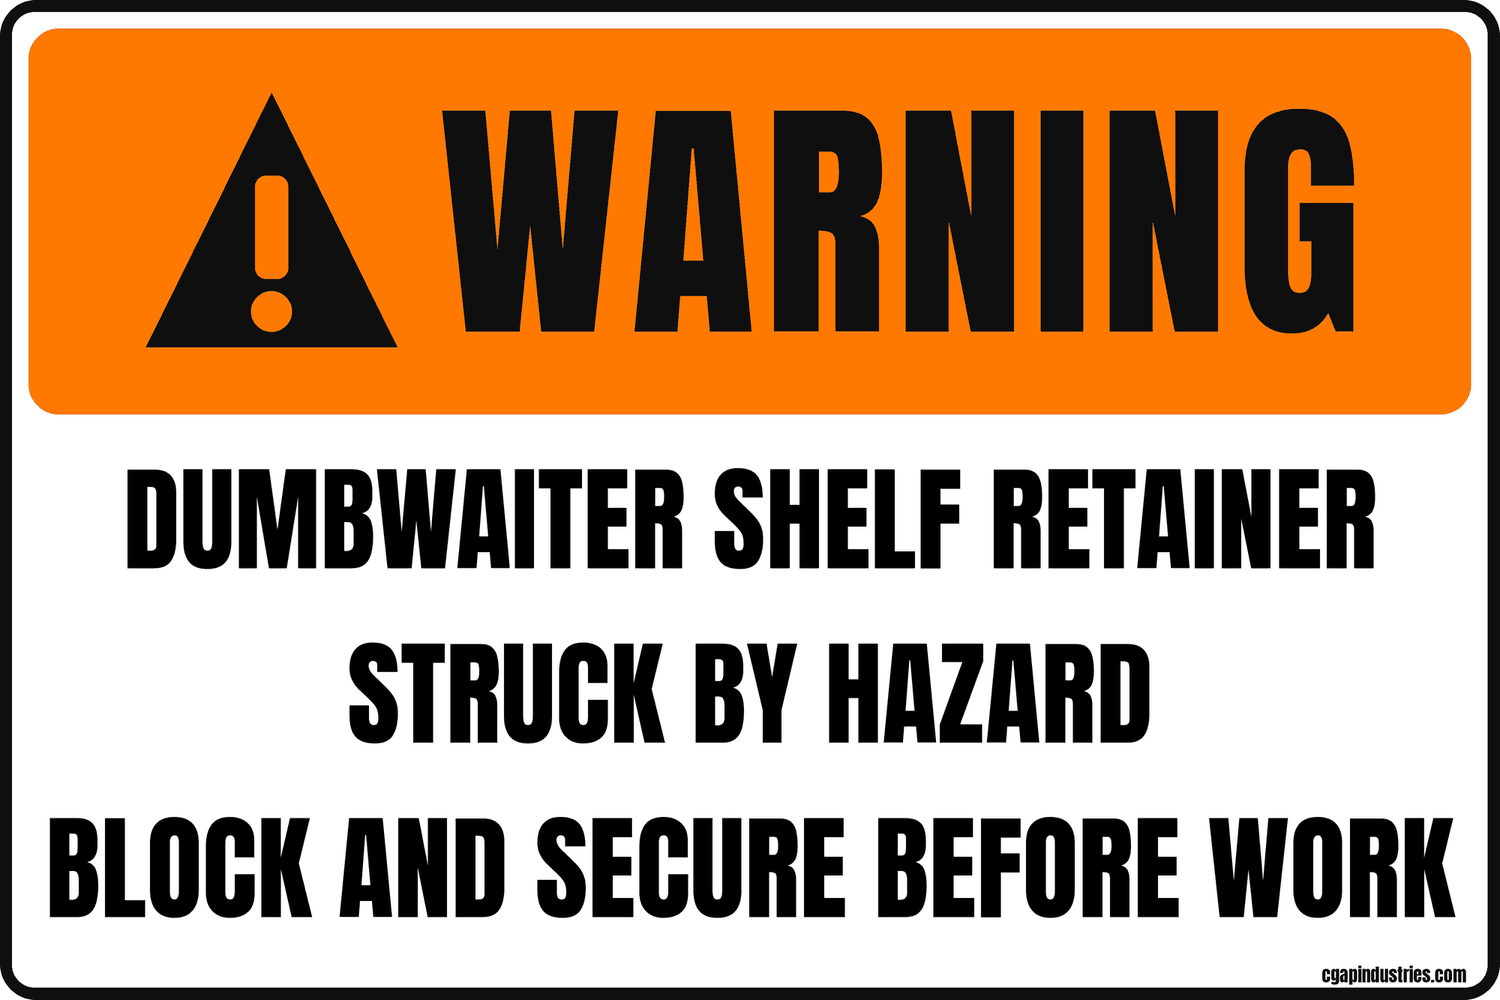 WARNING
DUMBWAITER SHELF RETAINER
STRUCK BY HAZARD
BLOCK AND SECURE BEFORE WORK
cgapindustries.com